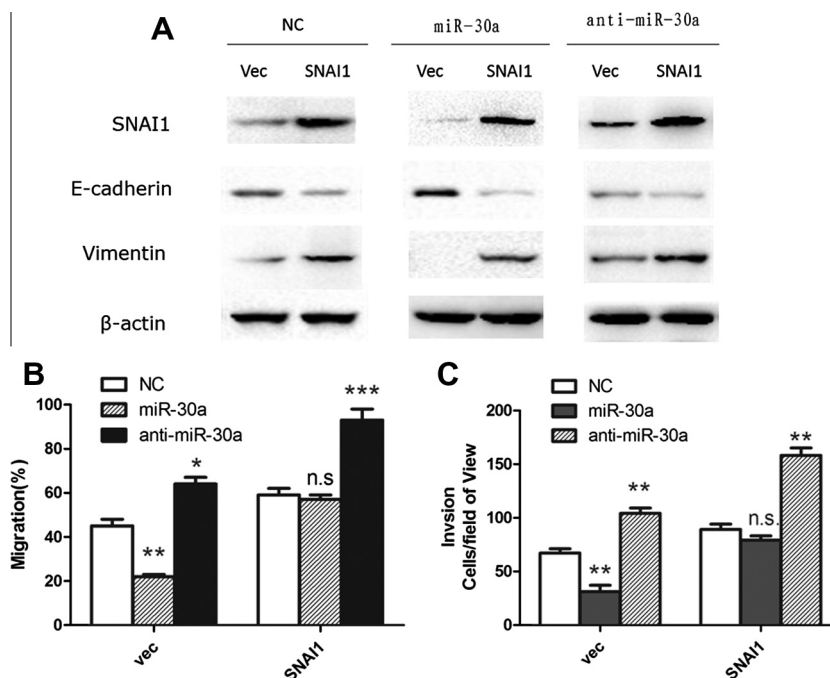 A
NC miR-30a anti-miR-30a
Vec SNAI1 Vec SNAI1 Vec SNAI1
SNAI1
E-cadherin
Vimentin
β-actin
B
NC
miR-30a
anti-miR-30a
Migration(%)
100
80
60
40
20
0
**
*
n.s
***
vec
SNAI1
C
NC
miR-30a
anti-miR-30a
Invsion
Cells/field of View
200
150
100
50
0
**
**
n.s.
**
vec
SNAI1